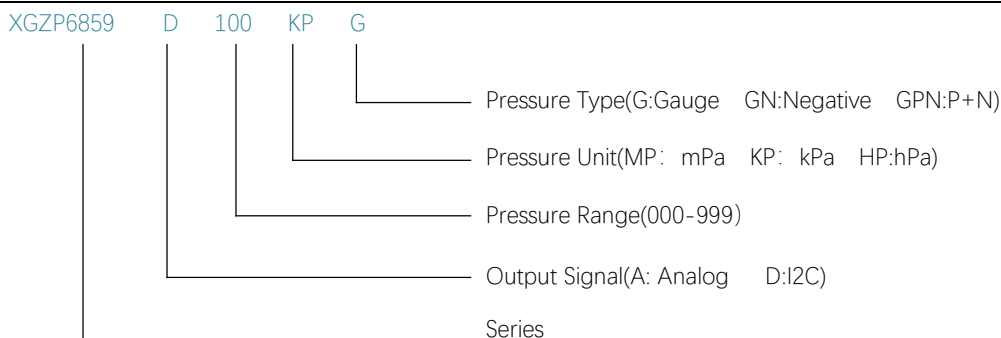 XGZP6859 D 100 KP G
Pressure Type(G:Gauge GN:Negative GPN:P+N)
Pressure Unit(MP：mPa KP：kPa HP:hPa)
Pressure Range(000-999）
Output Signal(A: Analog D:I2C)
Series